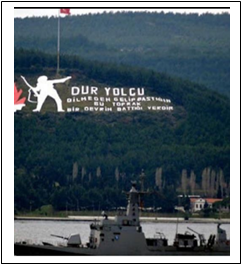 DUR YOLCU
BİLMEDEN GELİP BASTIĞIN
BU TOPRAK
BİR DEVRİN BATTIĞI YERDİR